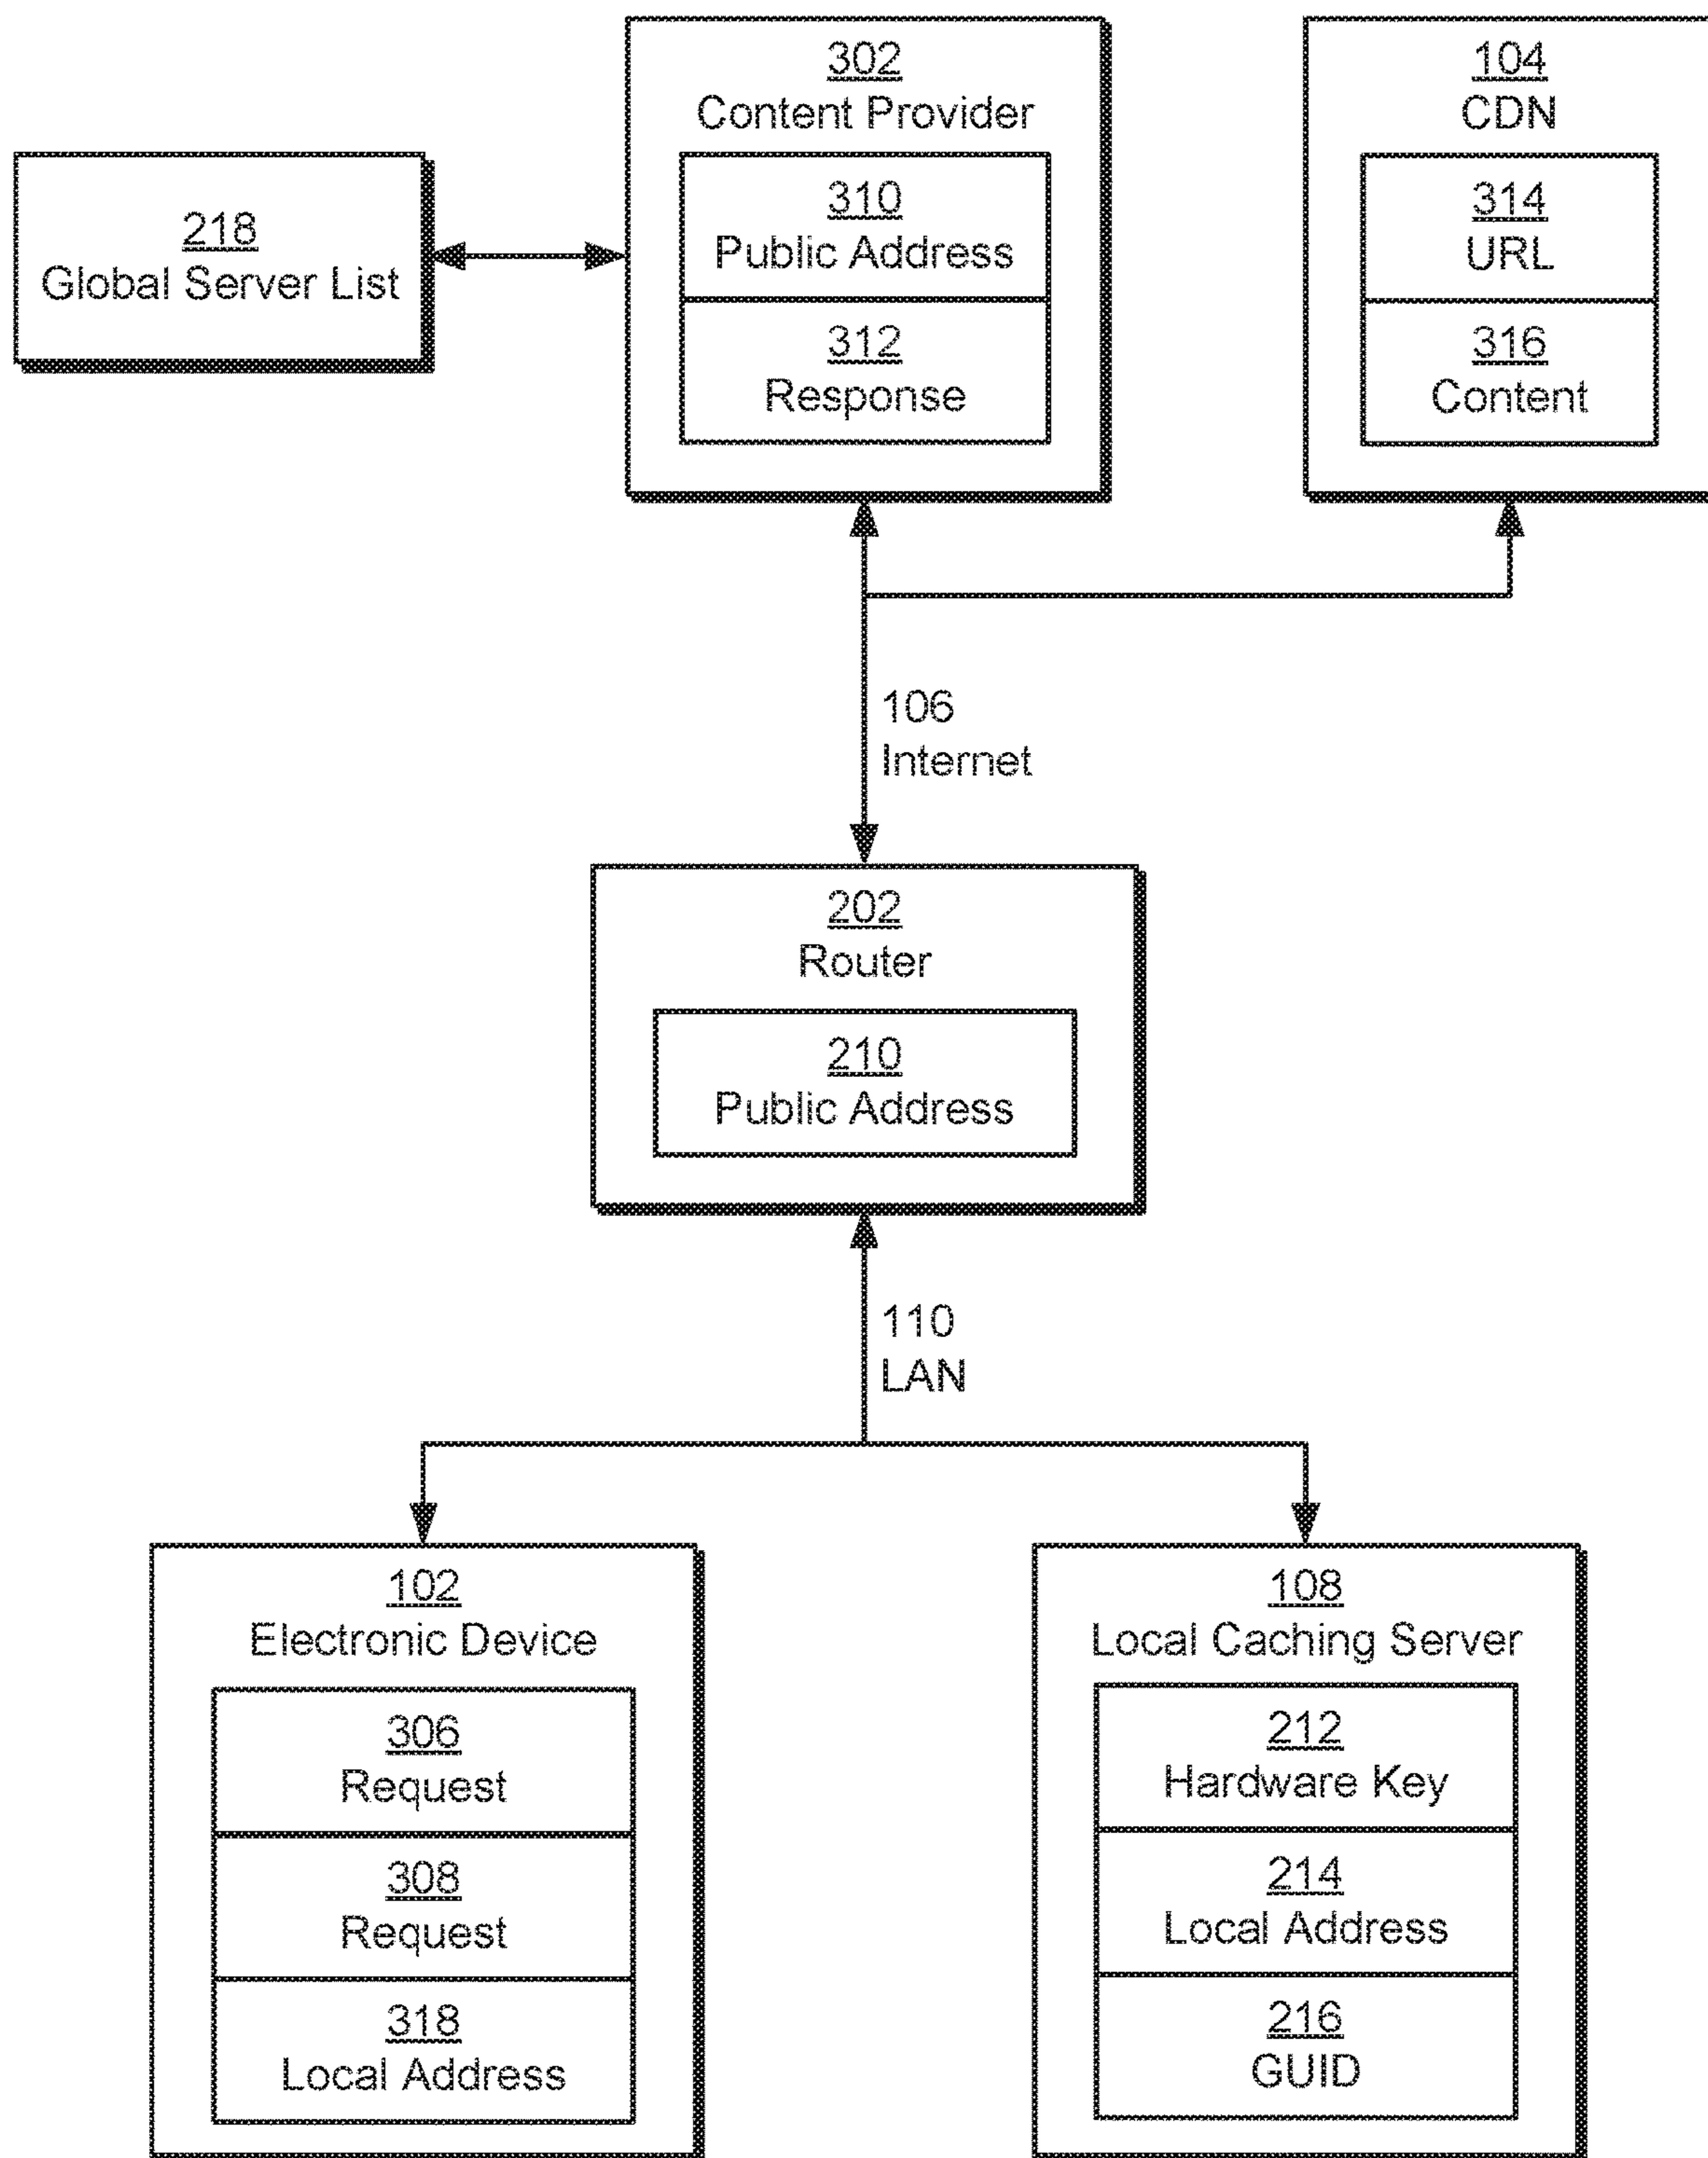 302
Content Provider
310
Public Address
312
Response
104
CDN
314
URL
316
Content
218
Global Server List
106
Internet
202
Router
210
Public Address
110
LAN
102
Electronic Device
306
Request
308
Request
318
Local Address
108
Local Caching Server
212
Hardware Key
214
Local Address
216
GUID